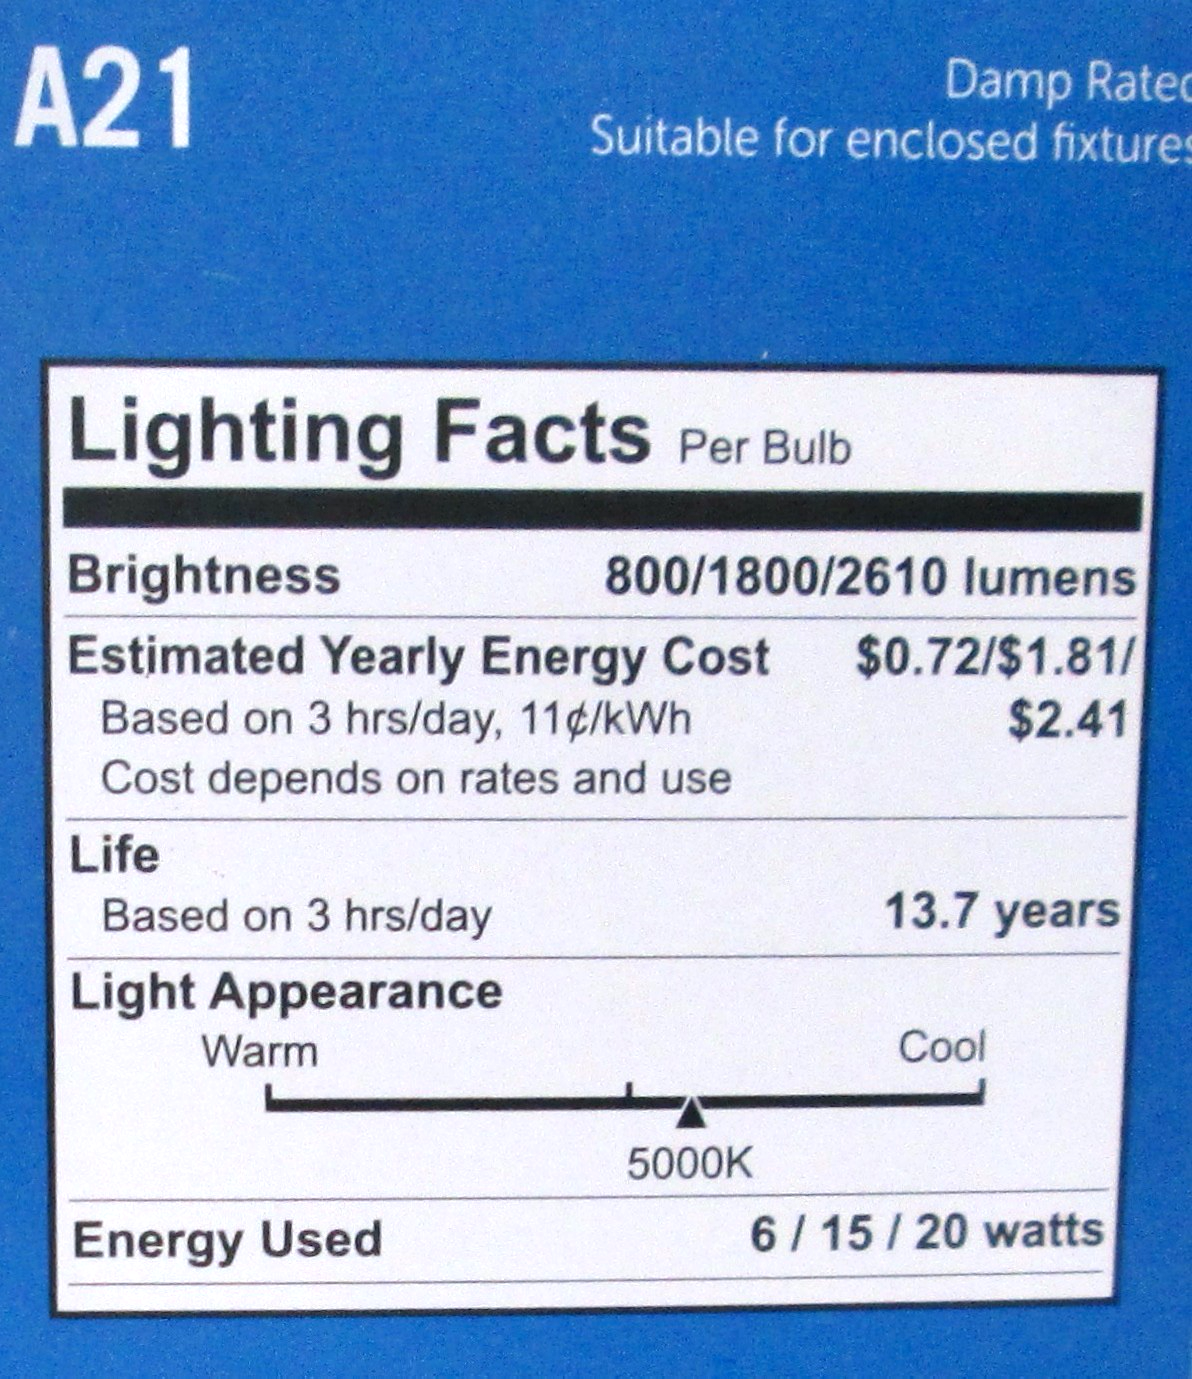 A21
Damp Rated
Suitable for enclosed fixtures
Lighting Facts Per Bulb
Brightness 800/1800/2610 lumens
Estimated Yearly Energy Cost $0.72/$1.81/
Based on 3 hrs/day, 11¢/kWh $2.41
Cost depends on rates and use
Life
Based on 3 hrs/day 13.7 years
Light Appearance
Warm Cool
5000K
Energy Used 6 / 15 / 20 watts